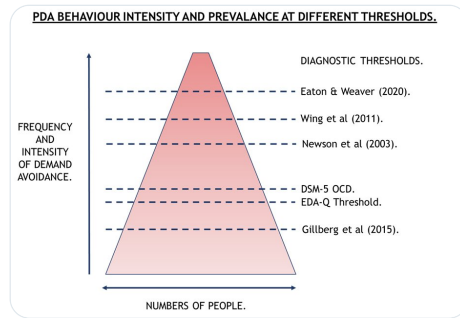 PDA BEHAVIOUR INTENSITY AND PREVALANCE AT DIFFERENT THRESHOLDS.
DIAGNOSTIC THRESHOLDS.
Eaton & Weaver (2020).
Wing et al (2011).
FREQUENCY
AND
INTENSITY
OF DEMAND
AVOIDANCE.
Newson et al (2003).
DSM-5 OCD.
EDA-Q Threshold.
Gillberg et al (2015).
NUMBERS OF PEOPLE.